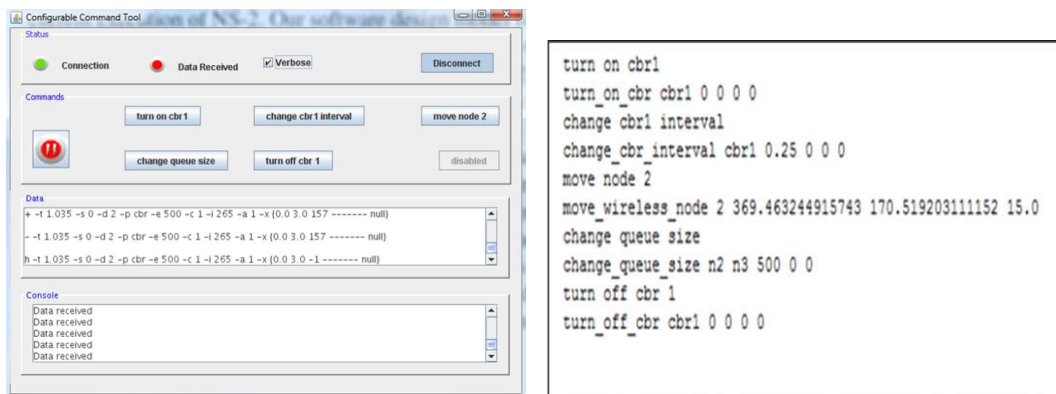 Configurable Command Tool
execution of NS-2. Our software design
Status
Connection
Data Received
Verbose
Disconnect
Commands
turn on cbr1
change cbr1 interval
move node 2
change queue size
turn off cbr 1
disabled
Data
+ -t 1.035 -s 0 -d 2 -p cbr -e 500 -c 1 -i 265 -a 1 -x {0.0 3.0 157 ------- null}
- -t 1.035 -s 0 -d 2 -p cbr -e 500 -c 1 -i 265 -a 1 -x {0.0 3.0 157 ------- null}
h -t 1.035 -s 0 -d 2 -p cbr -e 500 -c 1 -i 265 -a 1 -x {0.0 3.0 -1 ------- null}
Console
Data received
Data received
Data received
Data received
Data received
turn on cbr1
turn_on_cbr cbr1 0 0 0 0
change cbr1 interval
change_cbr_interval cbr1 0.25 0 0 0
move node 2
move_wireless_node 2 369.463244915743 170.519203111152 15.0
change queue size
change_queue_size n2 n3 500 0 0
turn off cbr 1
turn_off_cbr cbr1 0 0 0 0